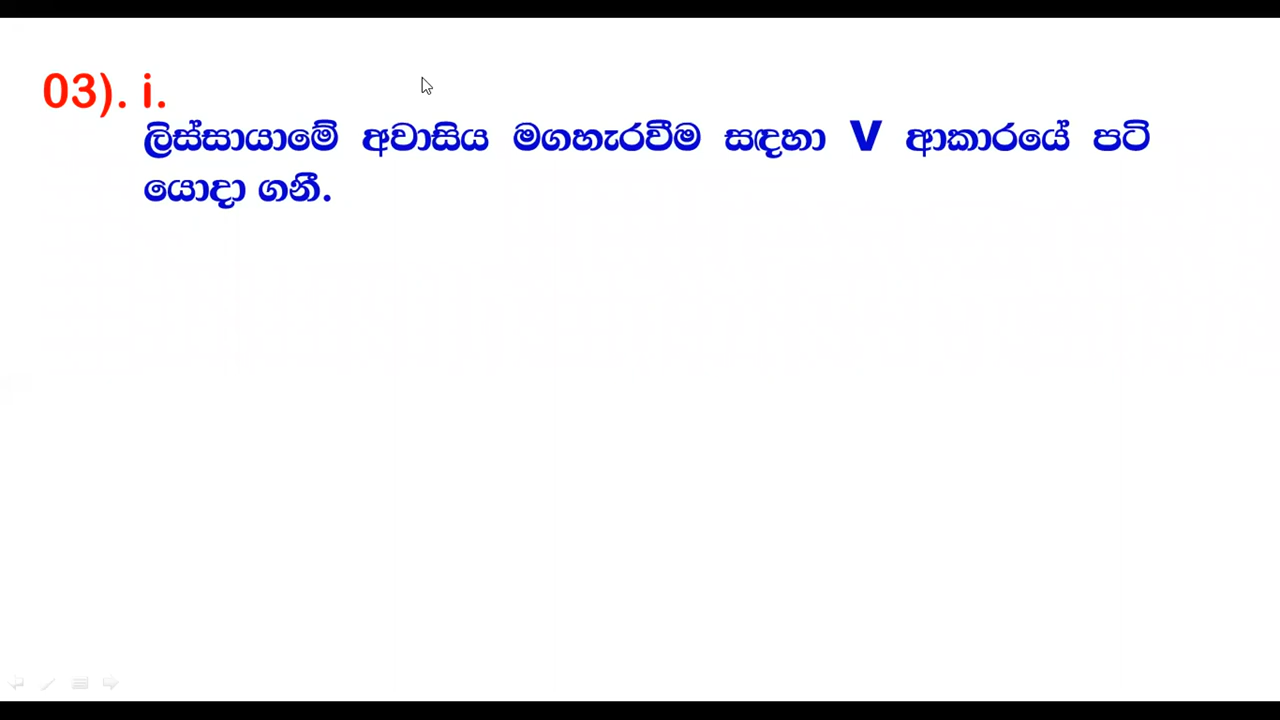 03). i.
ලිස්සායාමේ අවාසිය මගහැරවීම සඳහා V ආකාරයේ පටි
යොදා ගනී.